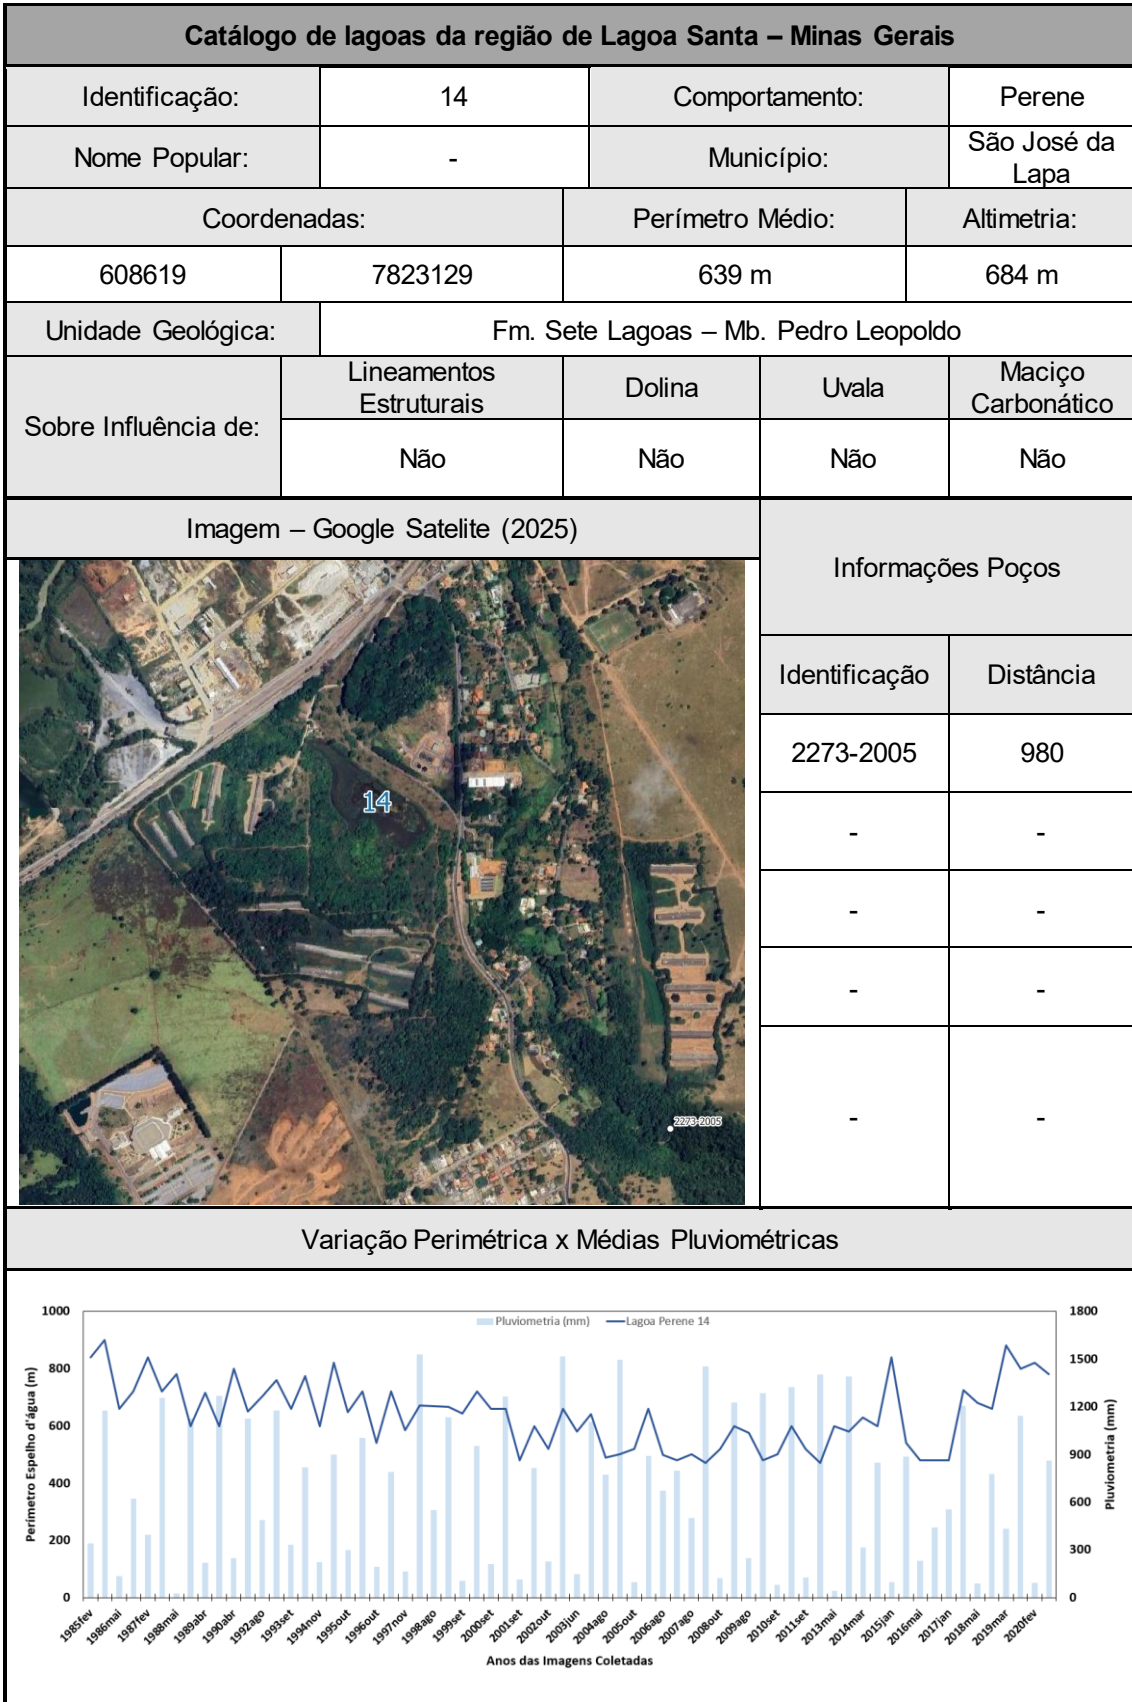 Catálogo de lagoas da região de Lagoa Santa – Minas Gerais
Identificação: 14 Comportamento: Perene
Nome Popular: - Município: São José da
Lapa
Coordenadas: Perímetro Médio: Altimetria:
608619 7823129 639 m 684 m
Unidade Geológica: Fm. Sete Lagoas – Mb. Pedro Leopoldo
Sobre Influência de:
Lineamentos
Estruturais
Dolina
Uvala
Maciço
Carbonático
Não Não Não Não
Imagem – Google Satelite (2025)
Informações Poços
Identificação Distância
2273-2005 980
- -
- -
- -
- -
14
2273-2005
Variação Perimétrica x Médias Pluviométricas
Pluviometria (mm) Lagoa Perene 14
Perímetro Espelho d'água (m)
1000
800
600
400
200
0
1800
1500
1200
900
600
300
0
Pluviometria (mm)
1985fev
1986mai
1987fev
1988mai
1989abr
1990abr
1992ago
1993set
1994nov
1995out
1996out
1997nov
1998ago
1999set
2000set
2001set
2002out
2003jun
2004ago
2005out
2006ago
2007ago
2008out
2009ago
2010set
2011set
2013mai
2014mar
2015jan
2016mai
2017jan
2018mai
2019mar
2020fev
Anos das Imagens Coletadas